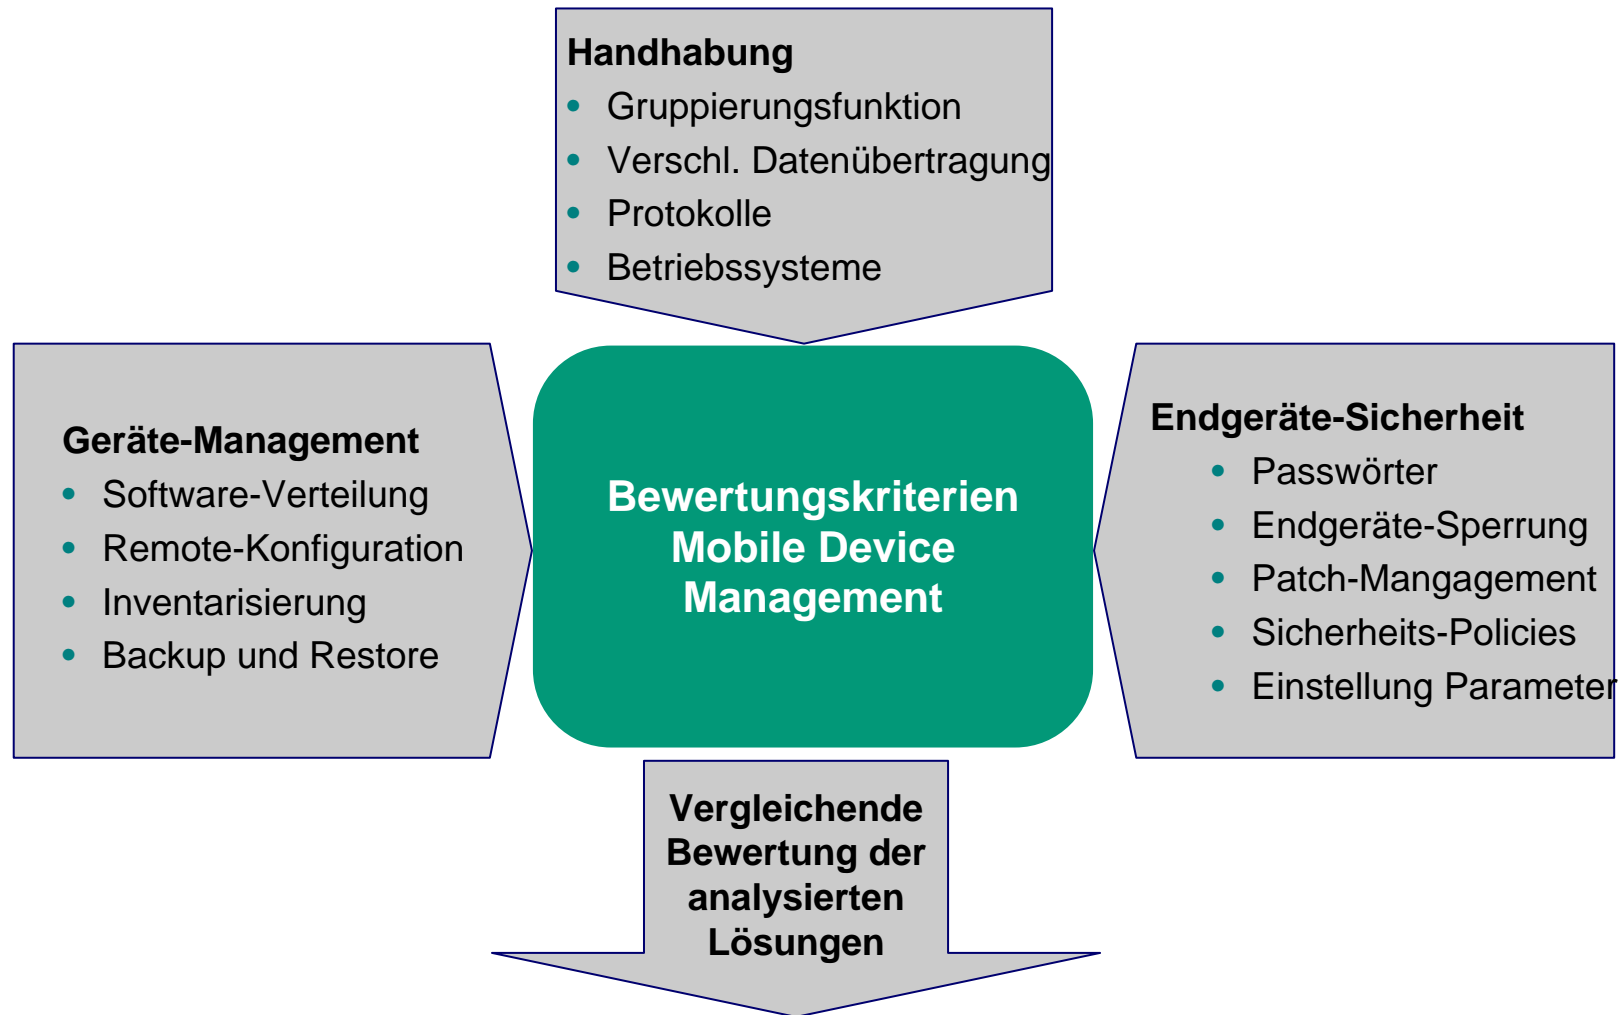 Handhabung
• Gruppierungsfunktion
• Verschl. Datenübertragung
• Protokolle
• Betriebssysteme
Geräte-Management
• Software-Verteilung
• Remote-Konfiguration
• Inventarisierung
• Backup und Restore
Bewertungskriterien
Mobile Device
Management
Endgeräte-Sicherheit
• Passwörter
• Endgeräte-Sperrung
• Patch-Mangagement
• Sicherheits-Policies
• Einstellung Parameter
Vergleichende
Bewertung der
analysierten
Lösungen